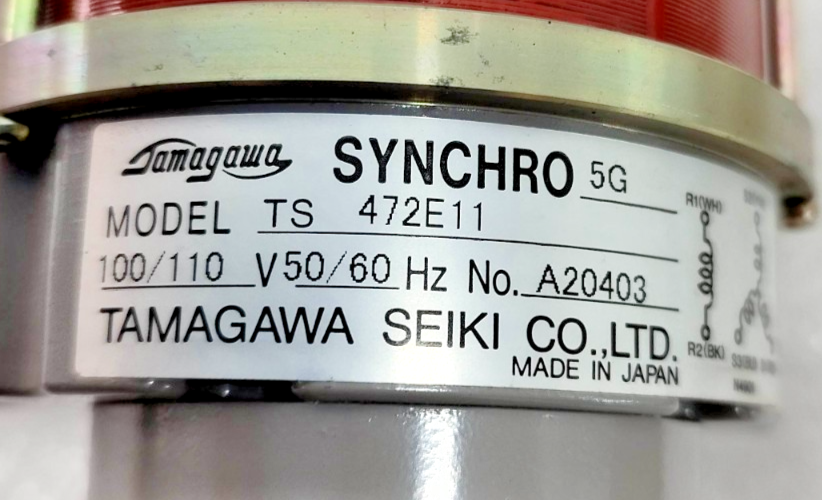 Tamagawa SYNCHRO 5G
MODEL TS 472E11
100/110 V 50/60 Hz No. A20403
TAMAGAWA SEIKI CO.,LTD.
MADE IN JAPAN
R1(WH)
R2(BK)